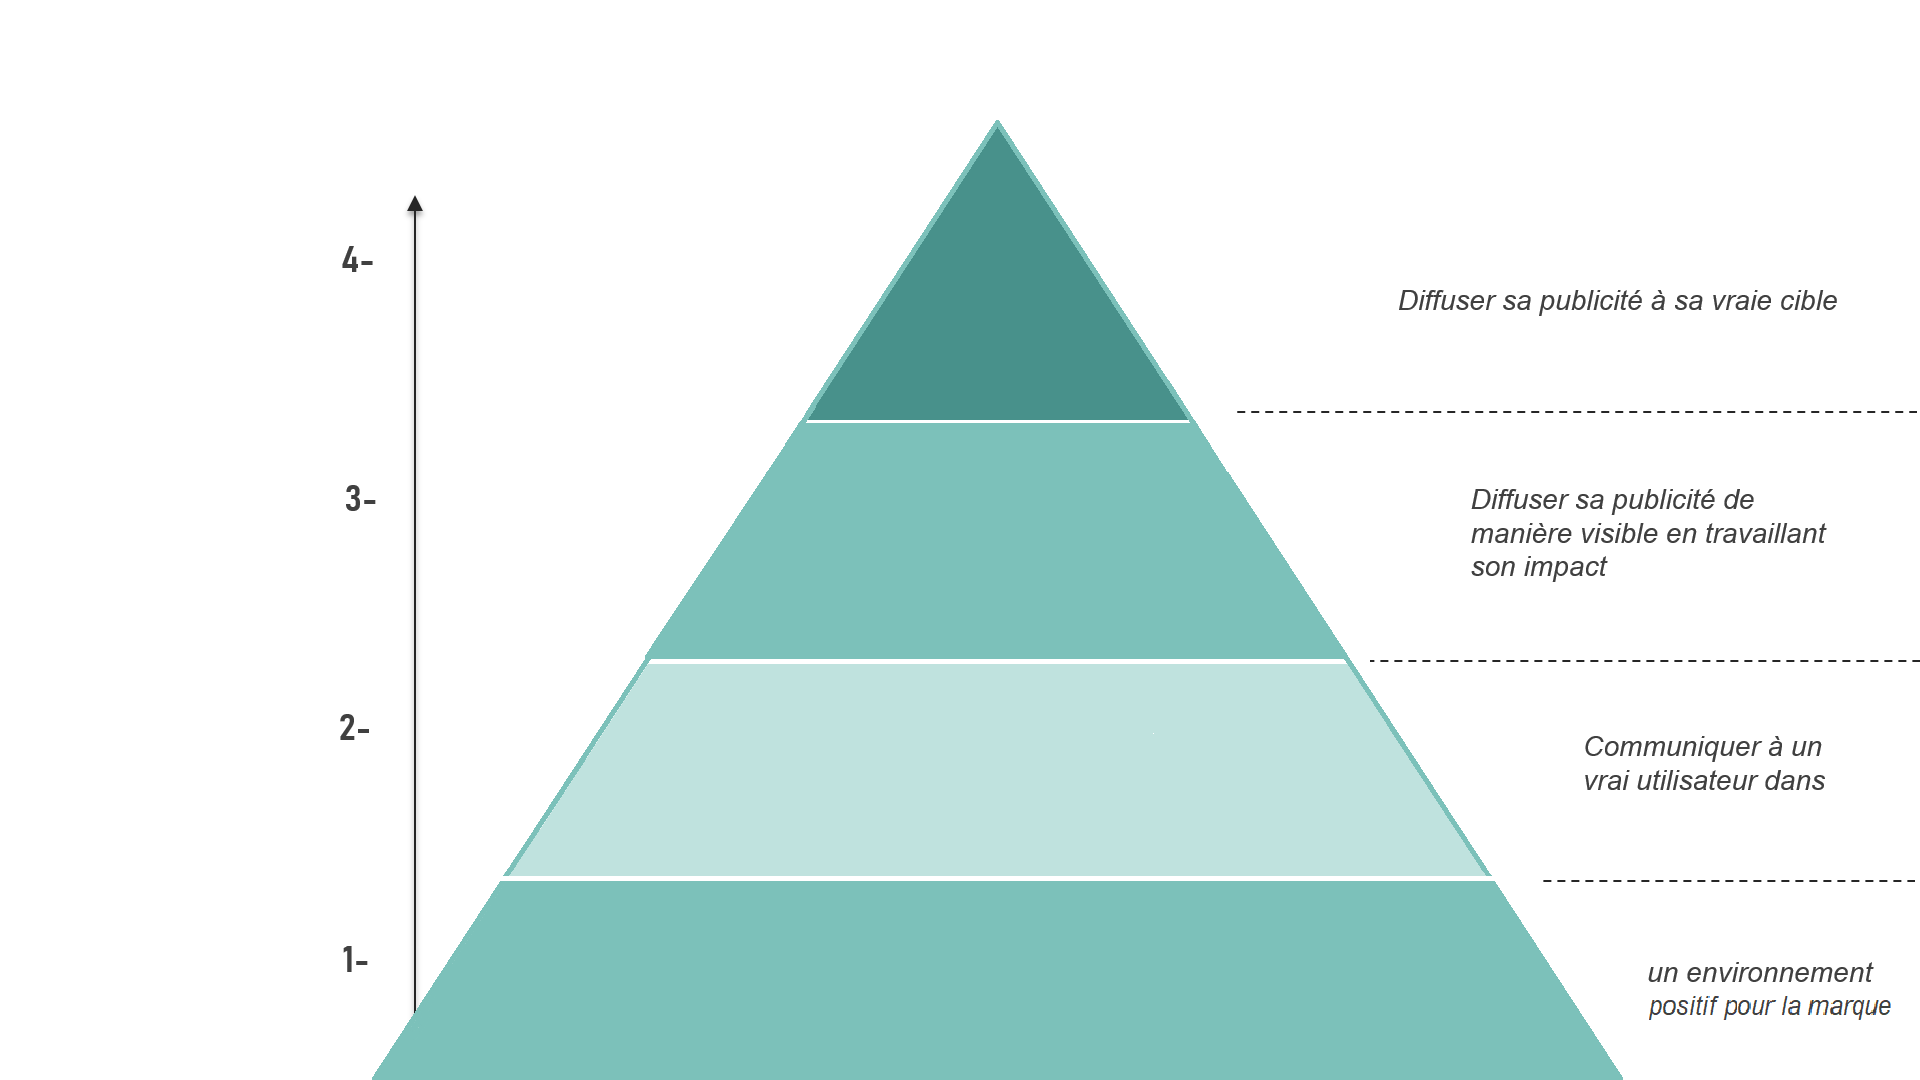 4-
Diffuser sa publicité à sa vraie cible
3-
Diffuser sa publicité de
manière visible en travaillant
son impact
2-
Communiquer à un
vrai utilisateur dans
1-
un environnement
positif pour la marque